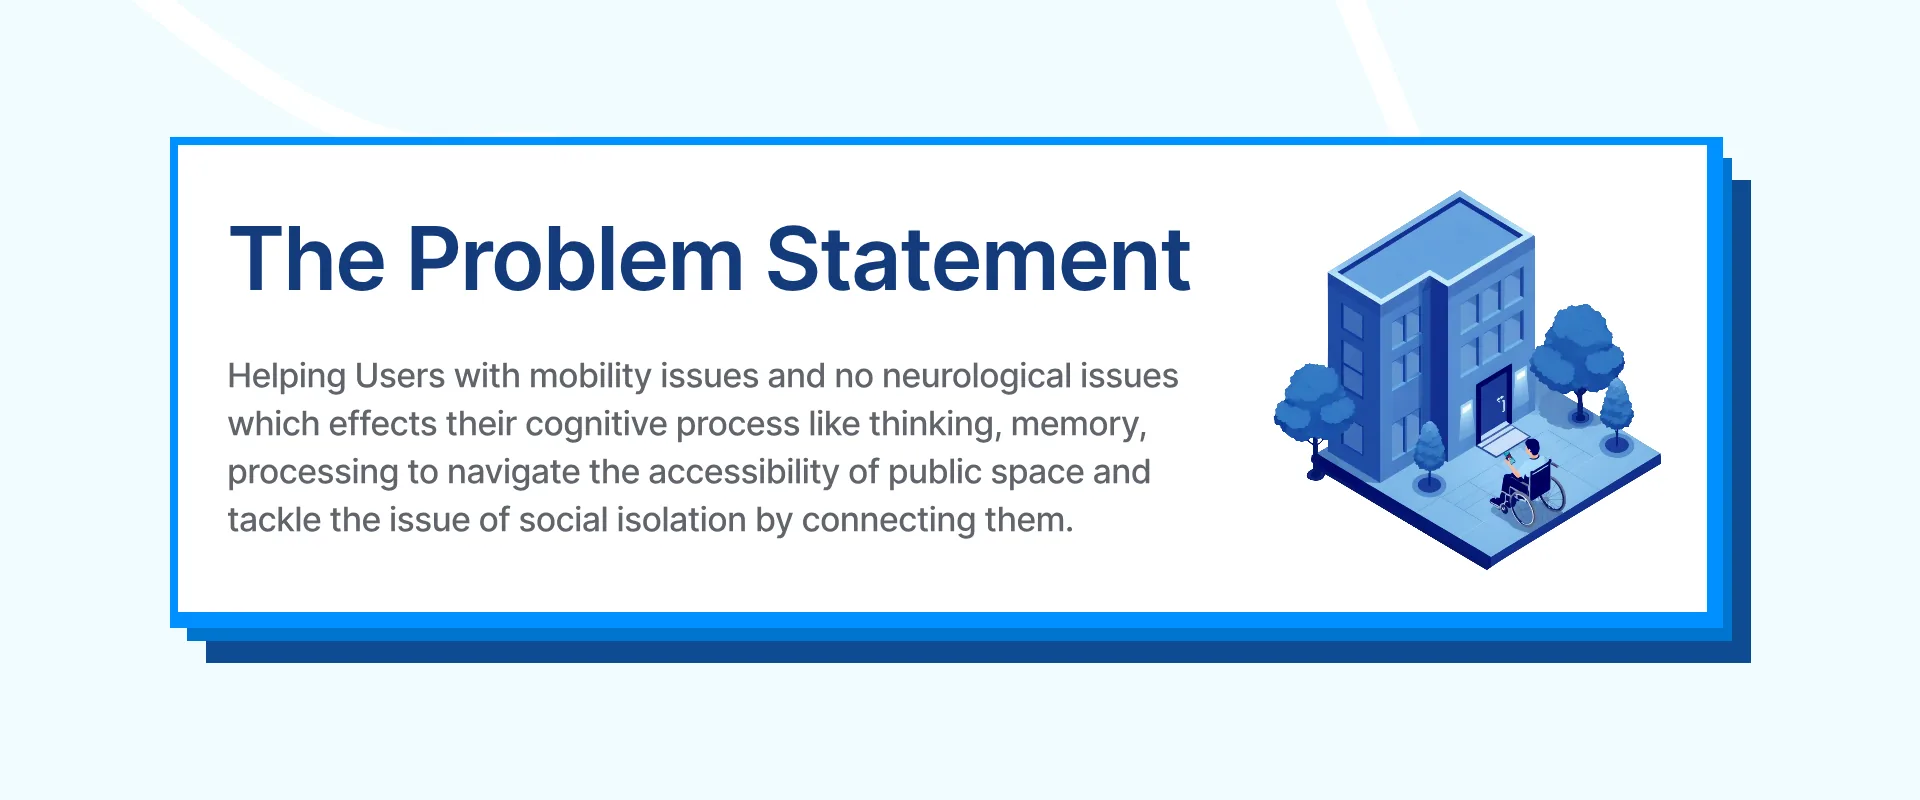 The Problem Statement
Helping Users with mobility issues and no neurological issues
which effects their cognitive process like thinking, memory,
processing to navigate the accessibility of public space and
tackle the issue of social isolation by connecting them.